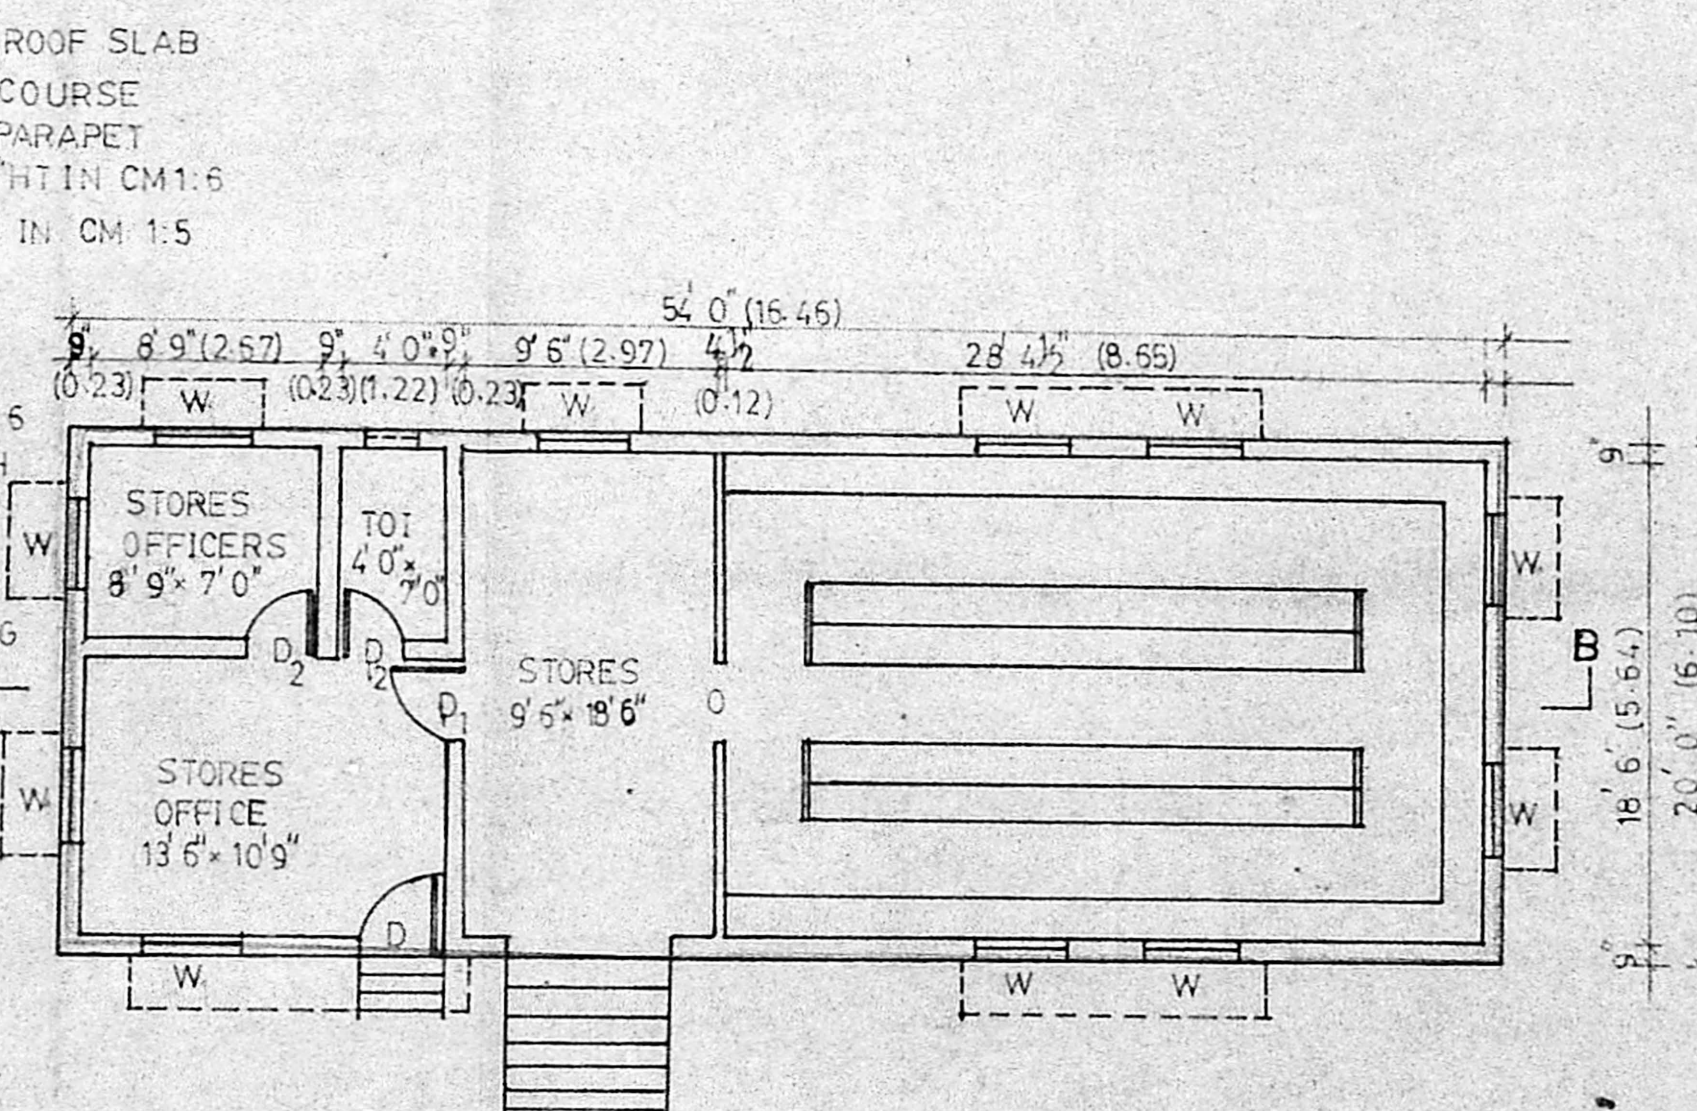 ROOF SLAB
COURSE
PARAPET
"HT IN CM 1:6
IN CM 1:5
54' 0" (16.46)
9" 8' 9" (2.67) 9" 4' 0" 9" 9' 6" (2.97) 4½" 28' 4½" (8.65)
(0.23) W (0.23) (1.22) (0.23) W (0.12) W W
6
9"
STORES
OFFICERS
8' 9" × 7' 0"
TOI
4' 0" ×
7' 0"
W
W
G
B
D2
D2
STORES
9' 6" × 18' 6"
D1
O
18' 6" (5.64)
20' 0" (6.10)
STORES
OFFICE
13' 6" × 10' 9"
W
W
D
9"
W
W W